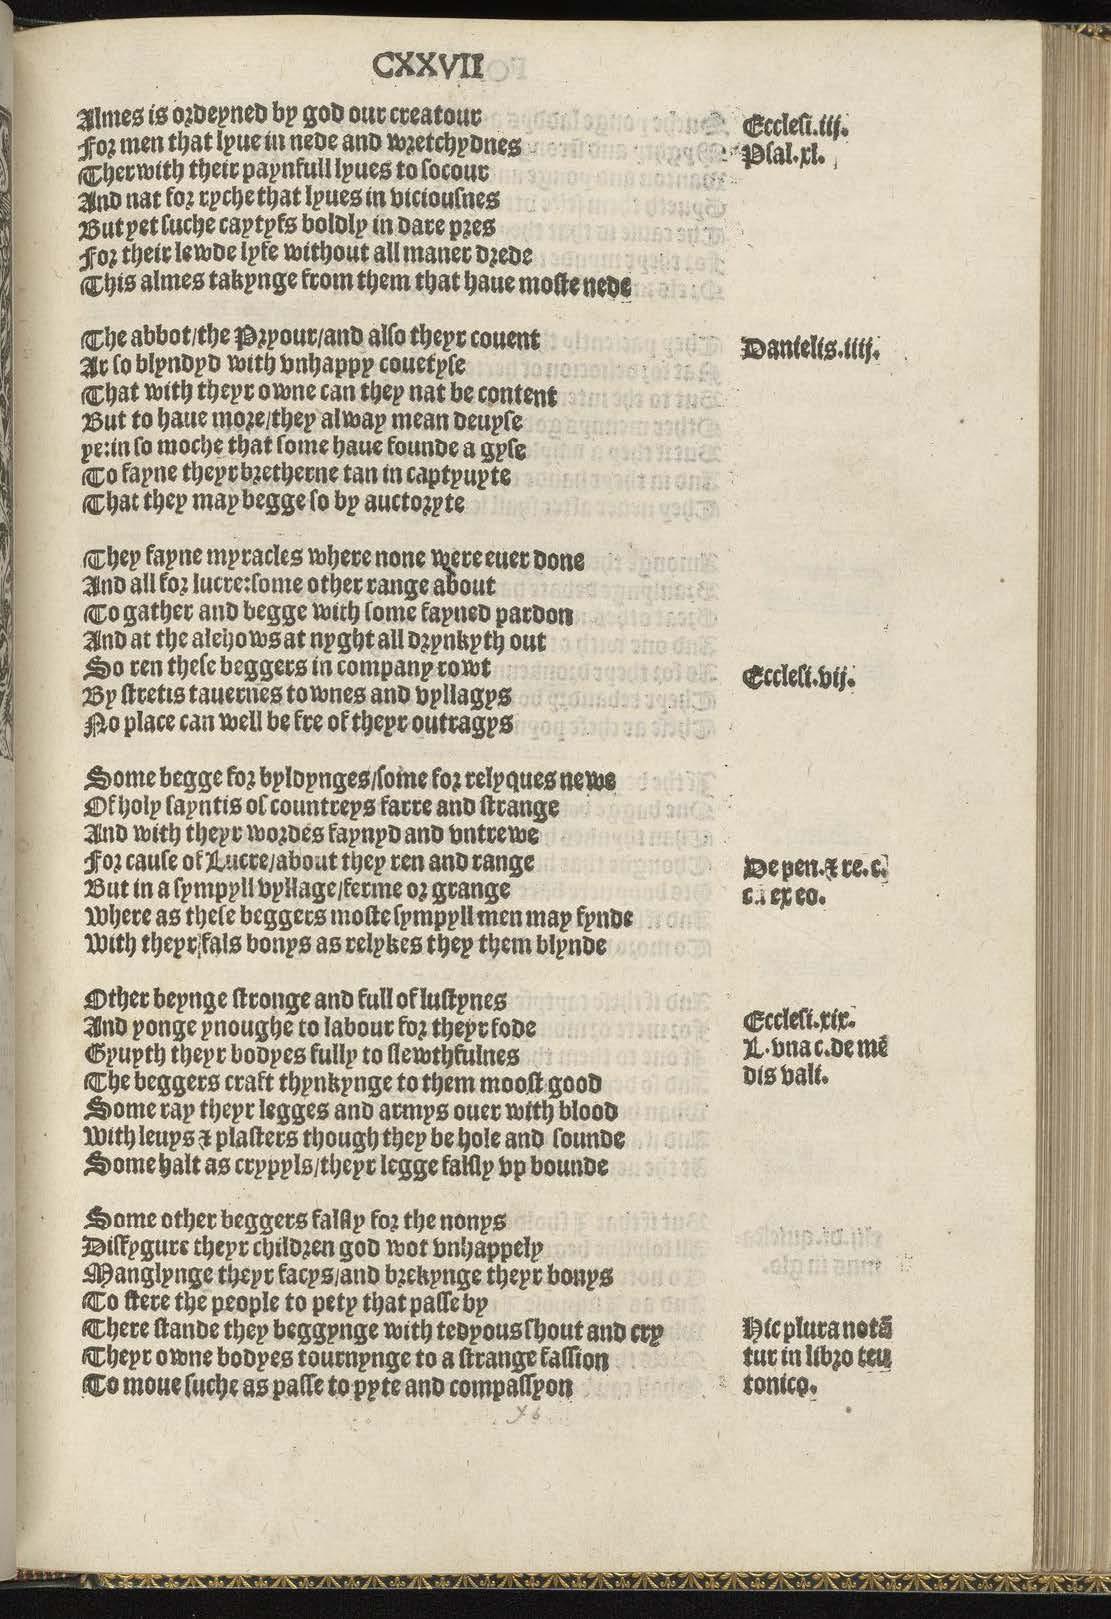 CXXVII
Almes is ordeyned by god our creatour
For men that lyue in nede and wretchydnes
Therwith their paynfull lyues to socour
And nat for ryche that lyues in viciousnes
But yet suche caytyfs boldly in dare pres
For their lewde lyfe without all maner drede
This almes takynge from them that haue moste nede
Ecclesi.iij.
Psal.xl.
The abbot/the Pryour/and also theyr couent
Ar so blyndyd with vnhappy couetyse
That with theyr owne can they nat be content
But to haue more/they alway mean deuyse
ye:in so moche that some haue founde a gyse
To fayne theyr bretherne tan in captyuyte
That they may begge so by auctoryte
Danielis.iiij.
They fayne myracles where none were euer done
And all for lucre:some other range about
To gather and begge with some fayned pardon
And at the alehows at nyght all drynkyth out
So ren these beggers in company rowt
By stretis tauernes townes and vyllagys
No place can well be fre of theyr outragys
Ecclesi.vij.
Some begge for byldynges/some for relyques newe
Of holy sayntis of countreys farre and strange
And with theyr wordes faynyd and vntrewe
For cause of Lucre/about they ren and range
But in a sympyll vyllage/ferme or grange
Where as these beggers moste sympyll men may fynde
With theyr fals bonys as relykes they them blynde
De pen.⁊ re.c.
c.i ex eo.
Other beynge stronge and full of lustynes
And yonge ynoughe to labour for theyr fode
Gyuyth theyr bodyes fully to slewthfulnes
The beggers craft thynkynge to them moost good
Some ray theyr legges and armys ouer with blood
With leuys ⁊ plasters though they be hole and sounde
Some halt as crypyls/theyr legge falsly vp bounde
Ecclesi.xix.
L.vna c.de mē
dis vali.
Some other beggers falsly for the nonys
Disfygure theyr children god wot vnhappely
Manglynge theyr facys/and brekynge theyr bonys
To stere the people to pety that passe by
There stande they beggynge with tedyous shout and cry
Theyr owne bodyes tournynge to a strange fassion
To moue suche as passe to pyte and compassyon
Hic plura notā
tur in libro teu
tonico.